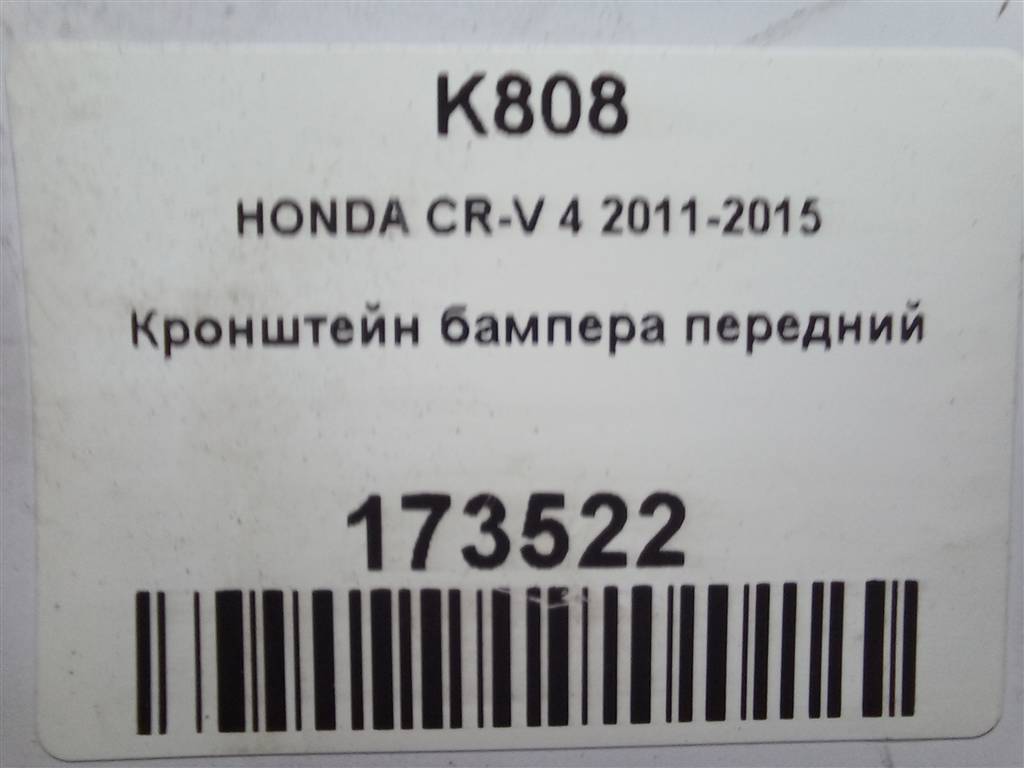 K808
HONDA CR-V 4 2011-2015
Кронштейн бампера передний
173522